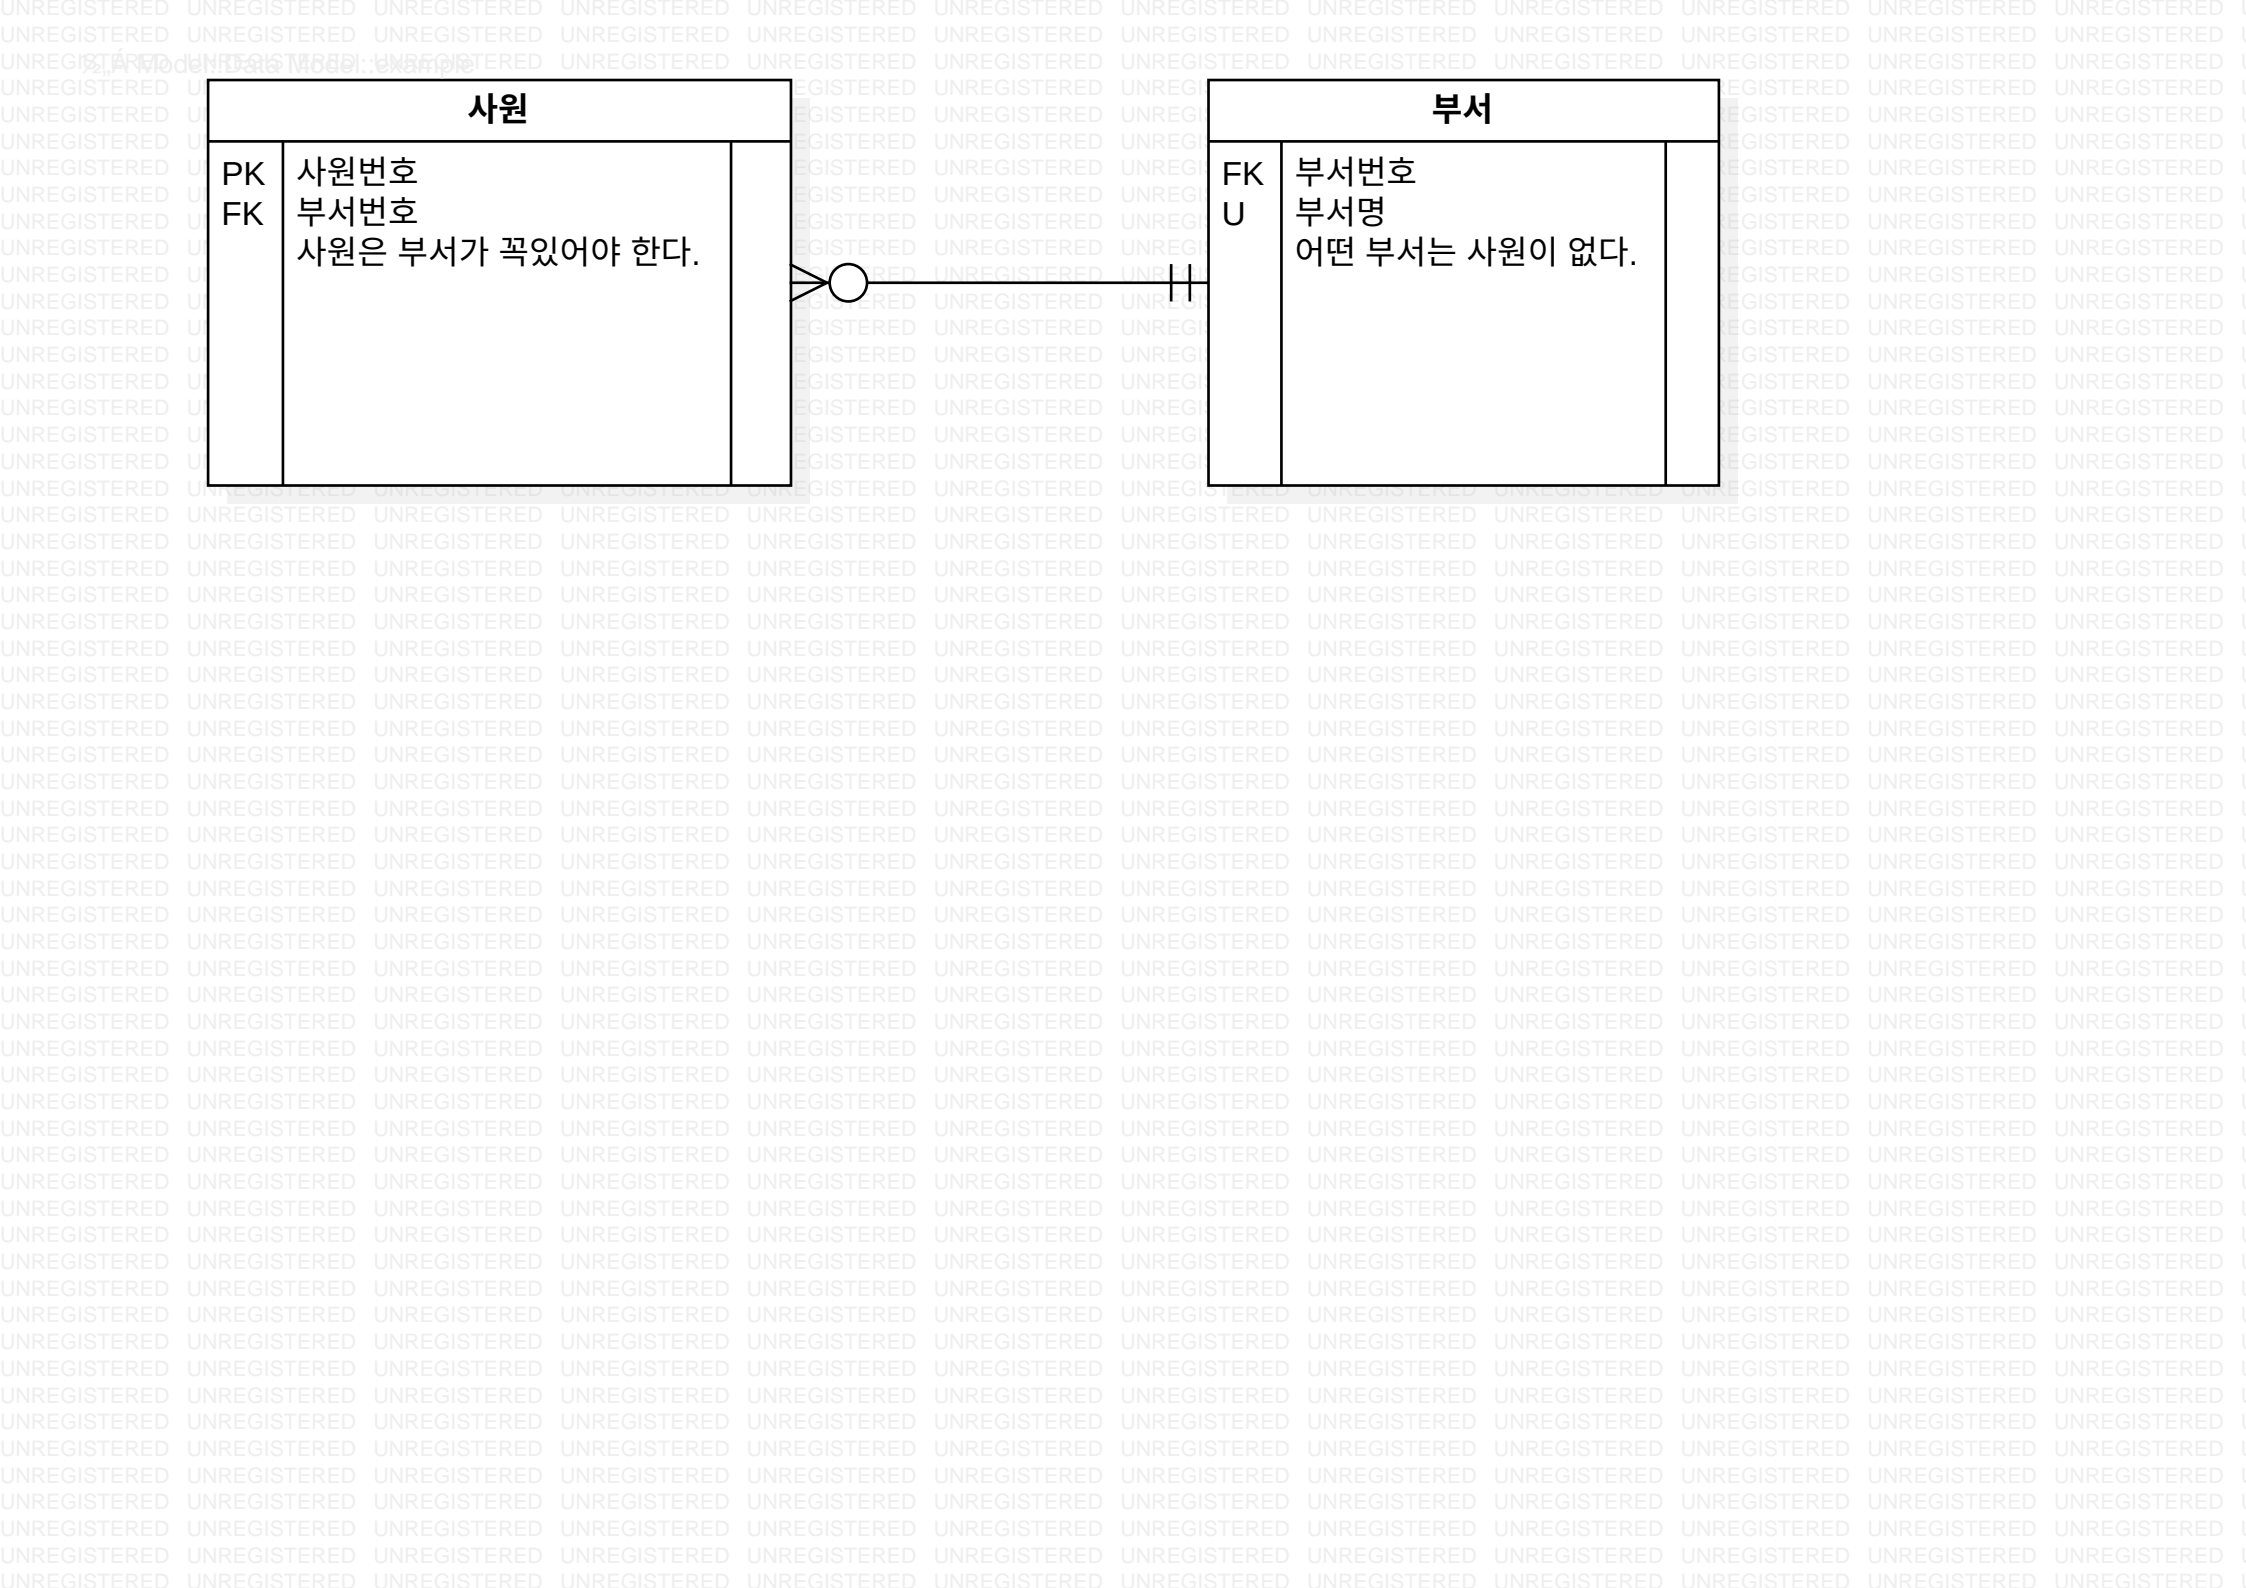 사원
PK 사원번호
FK 부서번호
사원은 부서가 꼭있어야 한다.
부서
FK 부서번호
U 부서명
어떤 부서는 사원이 없다.